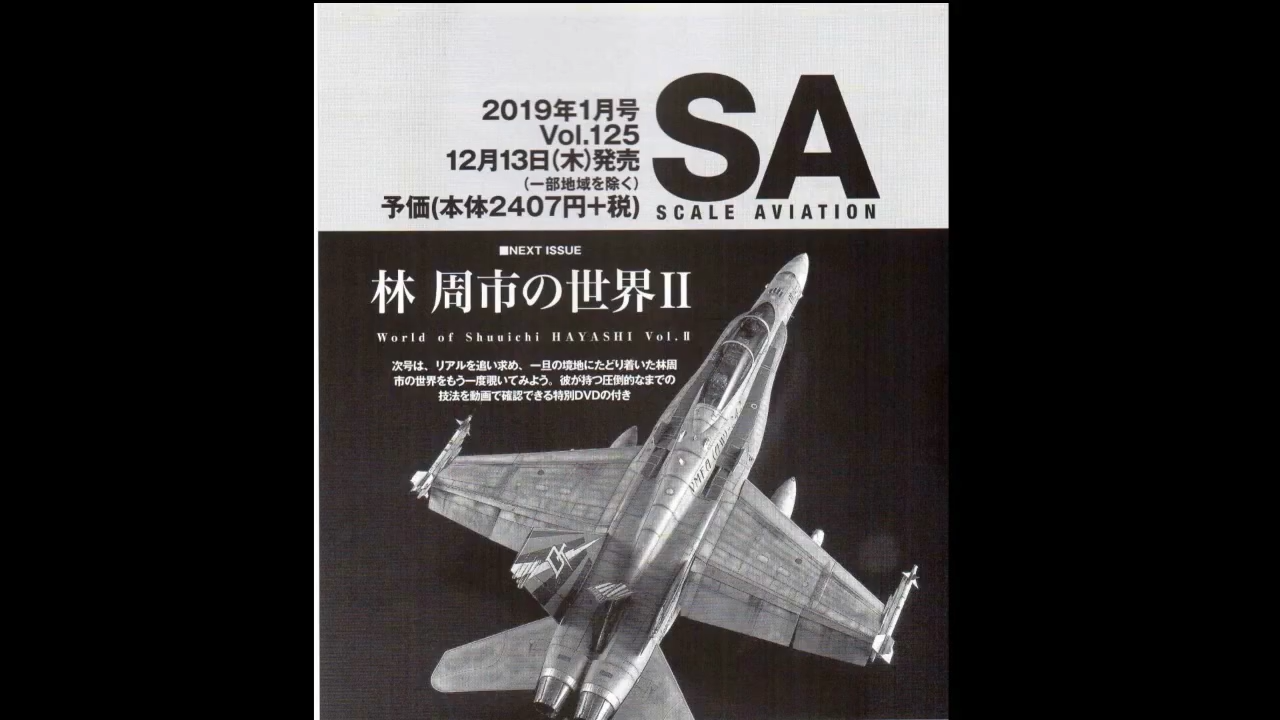 2019年1月号
Vol.125
12月13日(木)発売
(一部地域を除く)
予価(本体2407円+税)
SA
SCALE AVIATION
■NEXT ISSUE
林 周市の世界II
World of Shuuichi HAYASHI Vol.II
次号は、リアルを追い求め、一旦の境地にたどり着いた林周
市の世界をもう一度覗いてみよう。彼が持つ圧倒的なまでの
技法を動画で確認できる特別DVDの付き